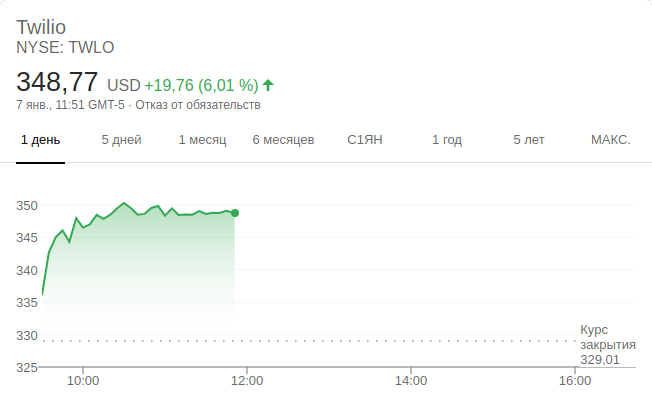 Twilio
NYSE: TWLO
348,77 USD +19,76 (6,01 %)
7 янв., 11:51 GMT-5 · Отказ от обязательств
1 день 5 дней 1 месяц 6 месяцев С1ЯН 1 год 5 лет МАКС.
350
345
340
335
330
325
Курс
закрытия
329,01
10:00 12:00 14:00 16:00